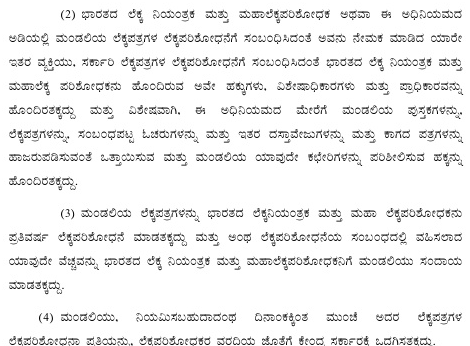 (2) ಭಾರತದ ಲೆಕ್ಕ ನಿಯಂತ್ರಕ ಮತ್ತು ಮಹಾಲೆಕ್ಕಪರಿಶೋಧಕ ಅಥವಾ ಈ ಅಧಿನಿಯಮದ
ಅಡಿಯಲ್ಲಿ ಮಂಡಲಿಯ ಲೆಕ್ಕಪತ್ರಗಳ ಲೆಕ್ಕಪರಿಶೋಧನೆಗೆ ಸಂಬಂಧಿಸಿದಂತೆ ಅವನು ನೇಮಕ ಮಾಡಿದ ಯಾರೇ
ಇತರ ವ್ಯಕ್ತಿಯು, ಸರ್ಕಾರಿ ಲೆಕ್ಕಪತ್ರಗಳ ಲೆಕ್ಕಪರಿಶೋಧನೆಗೆ ಸಂಬಂಧಿಸಿದಂತೆ ಭಾರತದ ಲೆಕ್ಕ ನಿಯಂತ್ರಕ ಮತ್ತು
ಮಹಾಲೆಕ್ಕ ಪರಿಶೋಧಕನು ಹೊಂದಿರುವ ಅವೇ ಹಕ್ಕುಗಳು, ವಿಶೇಷಾಧಿಕಾರಗಳು ಮತ್ತು ಪ್ರಾಧಿಕಾರವನ್ನು
ಹೊಂದಿರತಕ್ಕದ್ದು ಮತ್ತು ವಿಶೇಷವಾಗಿ, ಈ ಅಧಿನಿಯಮದ ಮೇರೆಗೆ ಮಂಡಲಿಯ ಪುಸ್ತಕಗಳನ್ನು,
ಲೆಕ್ಕಪತ್ರಗಳನ್ನು, ಸಂಬಂಧಪಟ್ಟ ಓಚರುಗಳನ್ನು ಮತ್ತು ಇತರ ದಸ್ತಾವೇಜುಗಳನ್ನು ಮತ್ತು ಕಾಗದ ಪತ್ರಗಳನ್ನು
ಹಾಜರುಪಡಿಸುವಂತೆ ಒತ್ತಾಯಿಸುವ ಮತ್ತು ಮಂಡಲಿಯ ಯಾವುದೇ ಕಛೇರಿಗಳನ್ನು ಪರಿಶೀಲಿಸುವ ಹಕ್ಕನ್ನು
ಹೊಂದಿರತಕ್ಕದ್ದು.
(3) ಮಂಡಲಿಯ ಲೆಕ್ಕಪತ್ರಗಳನ್ನು ಭಾರತದ ಲೆಕ್ಕನಿಯಂತ್ರಕ ಮತ್ತು ಮಹಾ ಲೆಕ್ಕಪರಿಶೋಧಕನು
ಪ್ರತಿವರ್ಷ ಲೆಕ್ಕಪರಿಶೋಧನೆ ಮಾಡತಕ್ಕದ್ದು ಮತ್ತು ಅಂಥ ಲೆಕ್ಕಪರಿಶೋಧನೆಯ ಸಂಬಂಧದಲ್ಲಿ ವಹಿಸಲಾದ
ಯಾವುದೇ ವೆಚ್ಚವನ್ನು ಭಾರತದ ಲೆಕ್ಕ ನಿಯಂತ್ರಕ ಮತ್ತು ಮಹಾಲೆಕ್ಕಪರಿಶೋಧಕನಿಗೆ ಮಂಡಲಿಯು ಸಂದಾಯ
ಮಾಡತಕ್ಕದ್ದು.
(4) ಮಂಡಲಿಯು, ನಿಯಮಿಸಬಹುದಾದಂಥ ದಿನಾಂಕಕ್ಕಿಂತ ಮುಂಚೆ ಅದರ ಲೆಕ್ಕಪತ್ರಗಳ
ಲೆಕ್ಕಪರಿಶೋಧನಾ ಪ್ರತಿಯನ್ನು, ಲೆಕ್ಕಪರಿಶೋಧಕರ ವರದಿಯ ಜೊತೆಗೆ ಕೇಂದ್ರ ಸರ್ಕಾರಕ್ಕೆ ಒದಗಿಸತಕ್ಕದ್ದು.